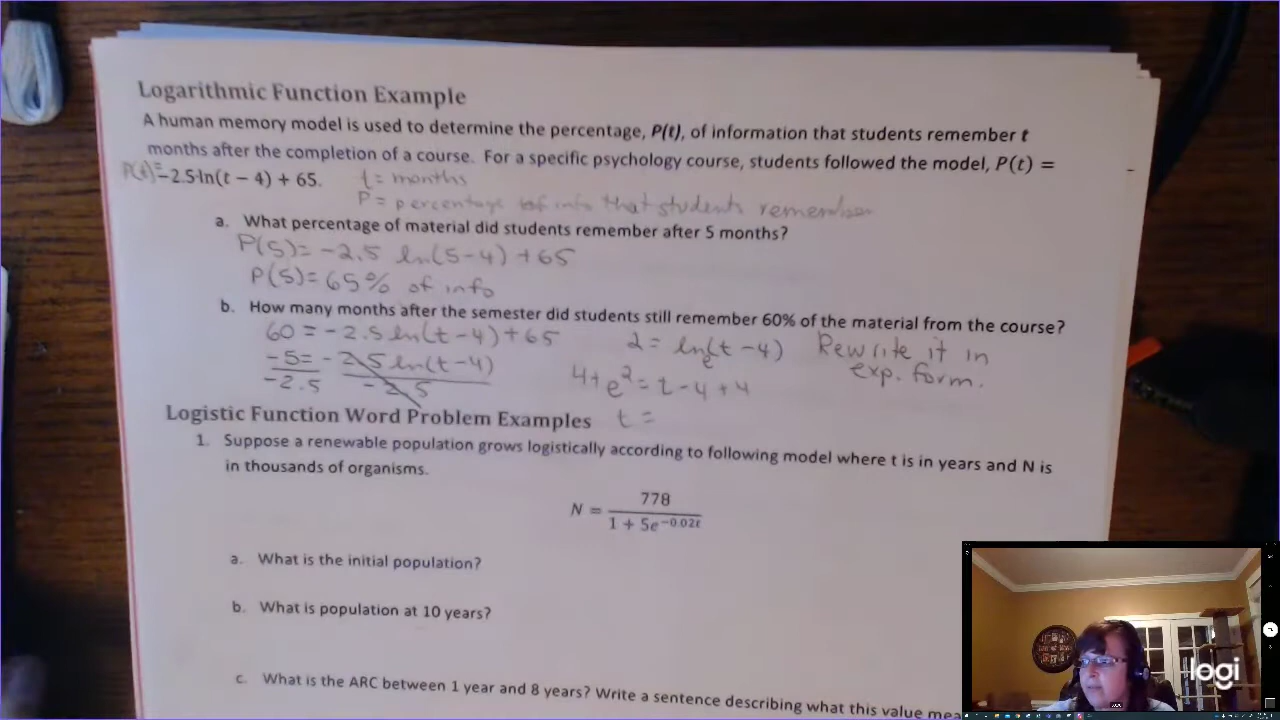 Logarithmic Function Example
A human memory model is used to determine the percentage, P(t), of information that students remember t
months after the completion of a course. For a specific psychology course, students followed the model, P(t) =
P(t)= −2.5·ln(t − 4) + 65.
t = months
P = percentage of info that students remember
a. What percentage of material did students remember after 5 months?
P(5) = −2.5 ln(5−4) + 65
P(5) = 65% of info
b. How many months after the semester did students still remember 60% of the material from the course?
60 = −2.5 ln(t − 4) + 65
2 = ln_e(t − 4)
Rewrite it in
exp. form.
−5 = −2.5 ln(t − 4)
−2.5 −2.5
4 + e² = t − 4 + 4
t =
Logistic Function Word Problem Examples
1. Suppose a renewable population grows logistically according to following model where t is in years and N is
in thousands of organisms.
N = 778
1 + 5e^−0.02t
a. What is the initial population?
b. What is population at 10 years?
c. What is the ARC between 1 year and 8 years? Write a sentence describing what this value mea
logi